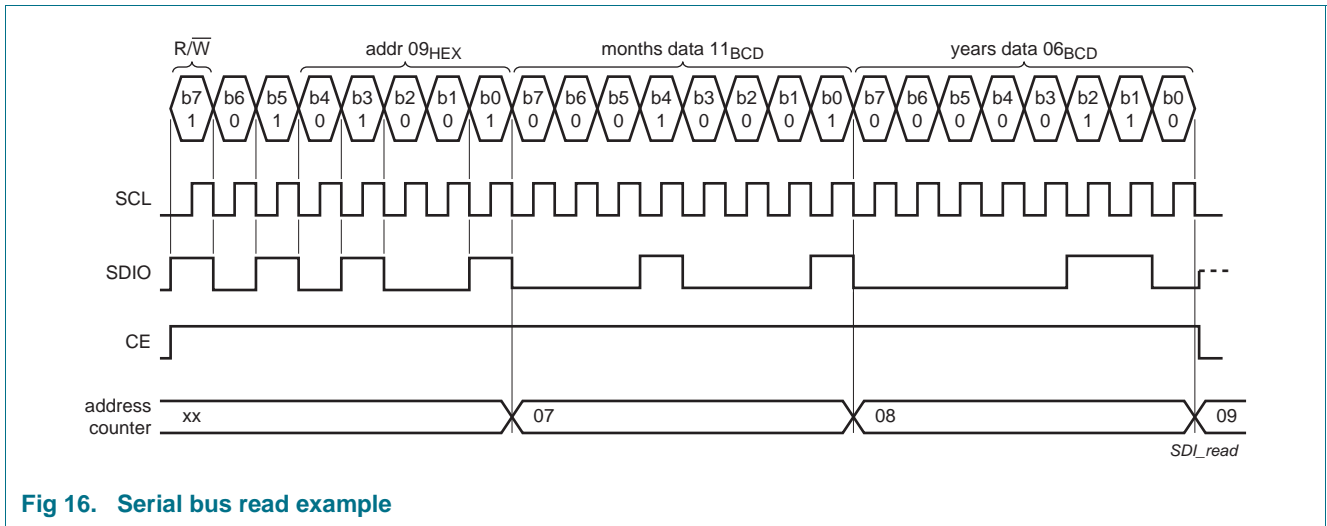 R/W̅ addr 09HEX months data 11BCD years data 06BCD
b7 b6 b5 b4 b3 b2 b1 b0 b7 b6 b5 b4 b3 b2 b1 b0 b7 b6 b5 b4 b3 b2 b1 b0
1 0 1 0 1 0 0 1 0 0 0 1 0 0 0 1 0 0 0 0 0 1 1 0
SCL
SDIO
CE
address
counter
xx 07 08 09
SDI_read
Fig 16. Serial bus read example